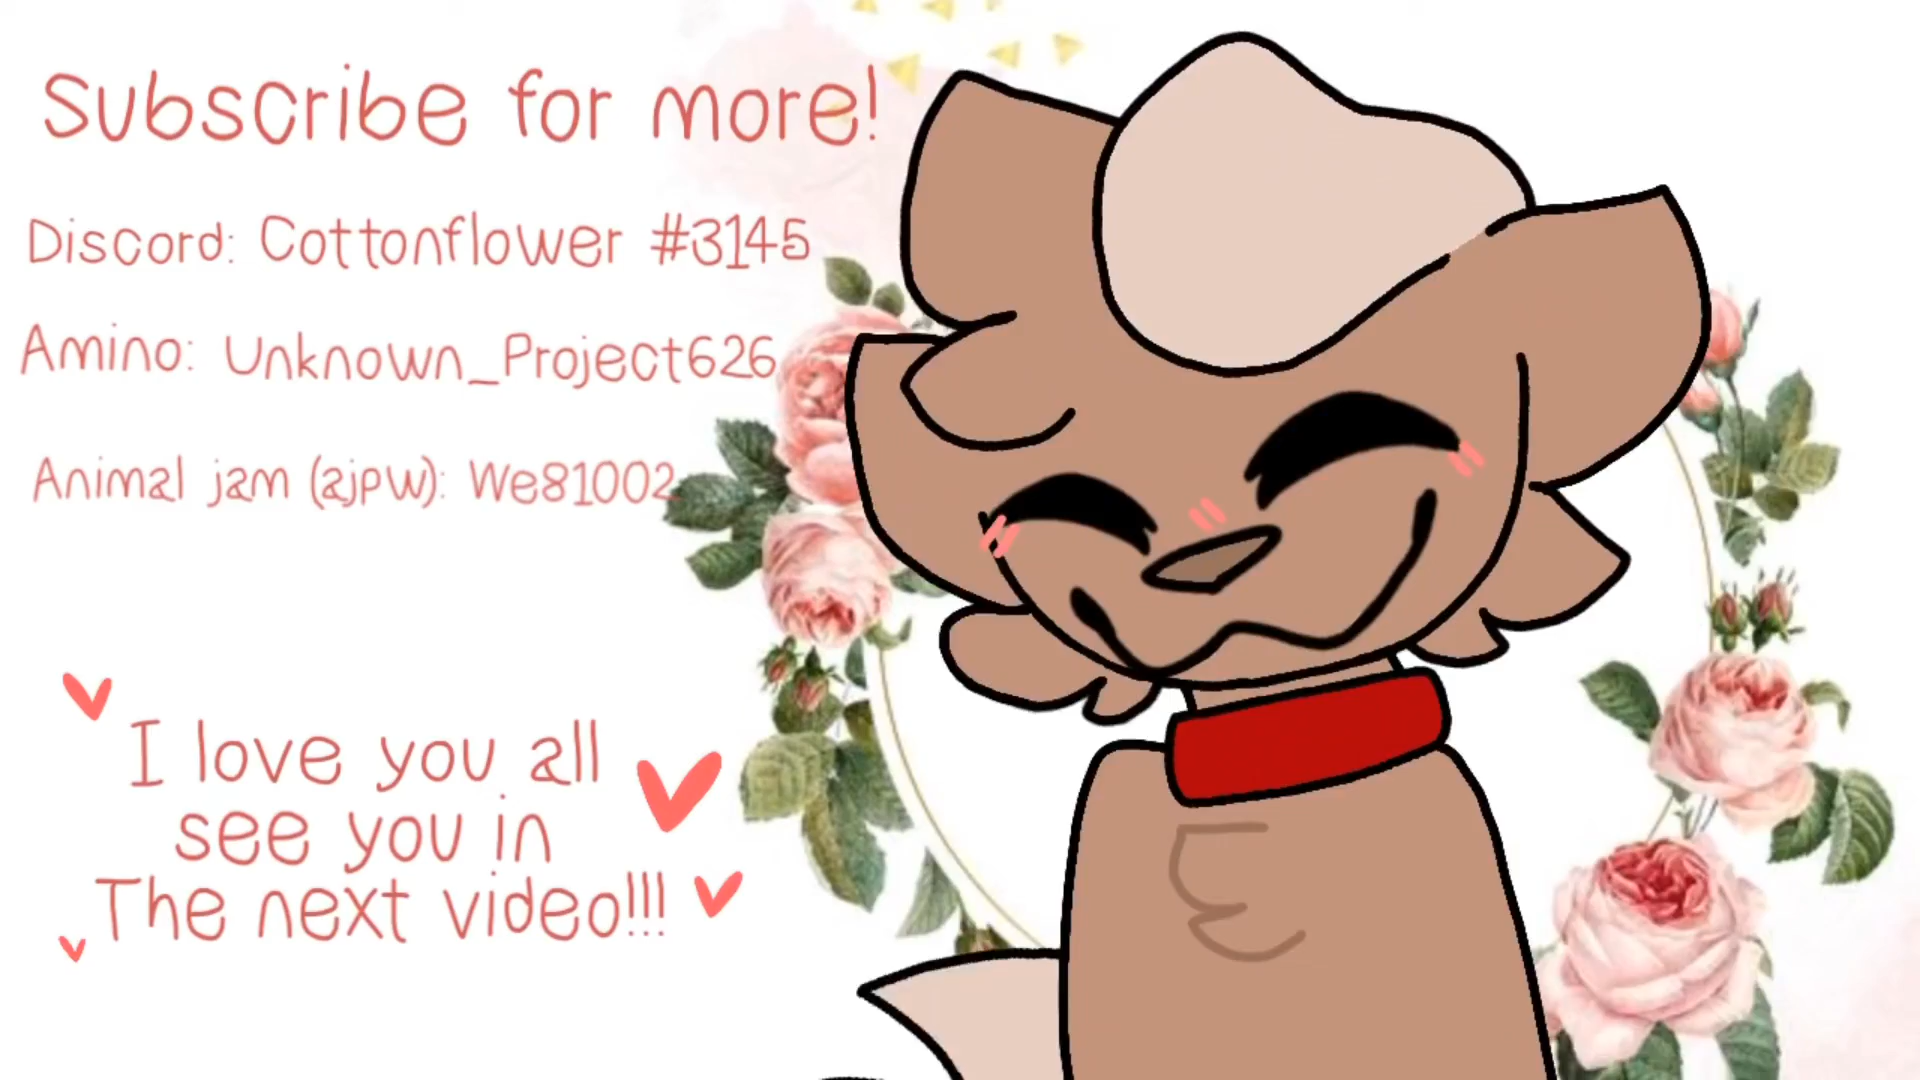 Subscribe for more!
Discord: Cottonflower #3145
Amino: Unknown_Project626
Animal jam (ajpw): We81002
I love you all
see you in
The next video!!!